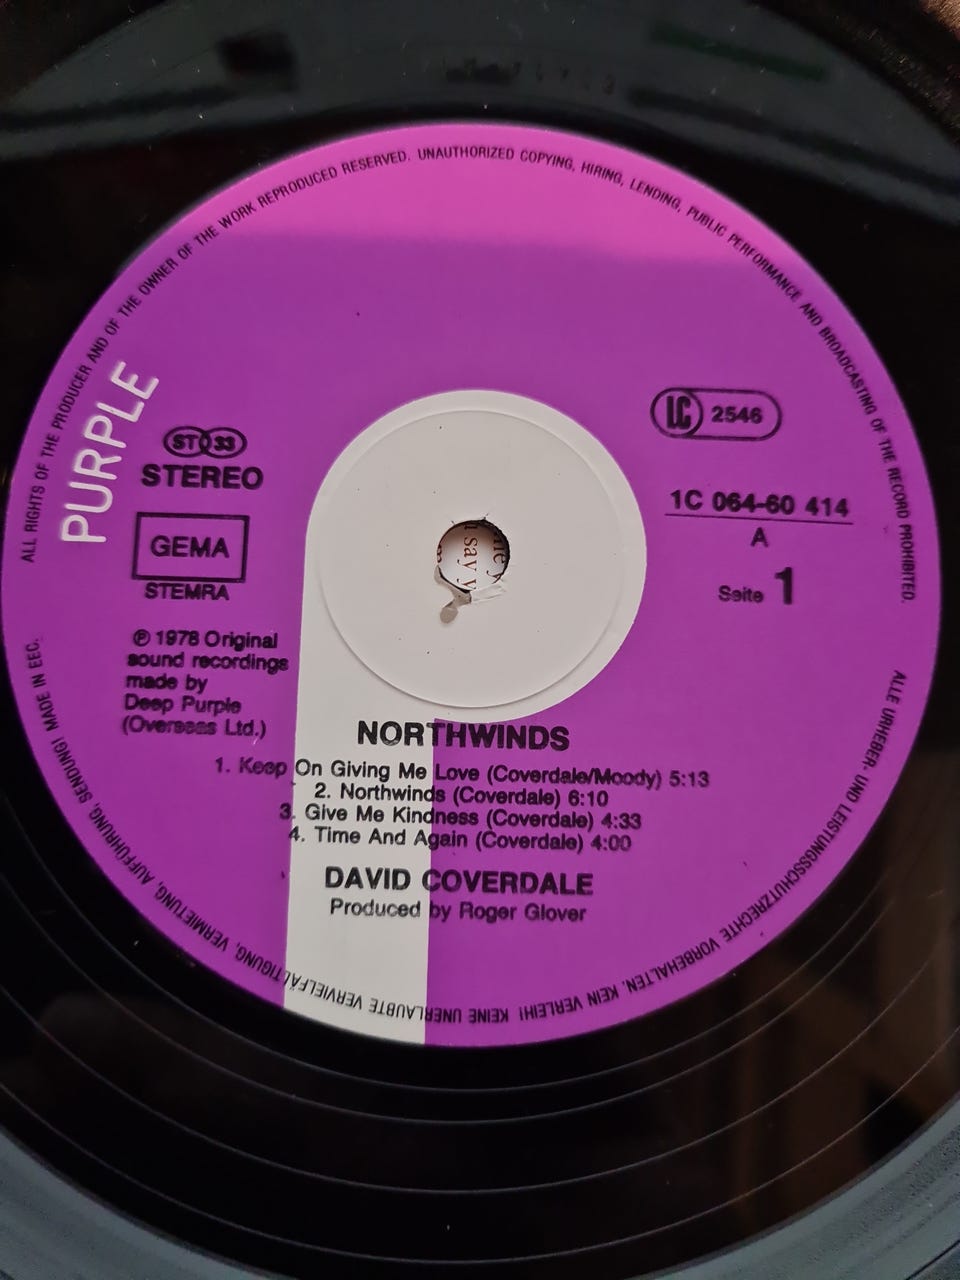 ALL RIGHTS OF THE PRODUCER AND OF THE OWNER OF THE WORK REPRODUCED RESERVED. UNAUTHORIZED COPYING, HIRING, LENDING, PUBLIC PERFORMANCE AND BROADCASTING OF THE RECORD PROHIBITED.
PURPLE
ST 33
STEREO
GEMA
STEMRA
LC 2546
1C 064-60 414
A
Seite 1
℗ 1978 Original
sound recordings
made by
Deep Purple
(Overseas Ltd.)
say y
NORTHWINDS
1. Keep On Giving Me Love (Coverdale/Moody) 5:13
2. Northwinds (Coverdale) 6:10
3. Give Me Kindness (Coverdale) 4:33
4. Time And Again (Coverdale) 4:00
DAVID COVERDALE
Produced by Roger Glover
ALLE URHEBER- UND LEISTUNGSSCHUTZRECHTE VORBEHALTEN. KEIN VERLEIH! KEINE UNERLAUBTE VERVIELFÄLTIGUNG, VERMIETUNG, AUFFÜHRUNG, SENDUNG! MADE IN EEC.